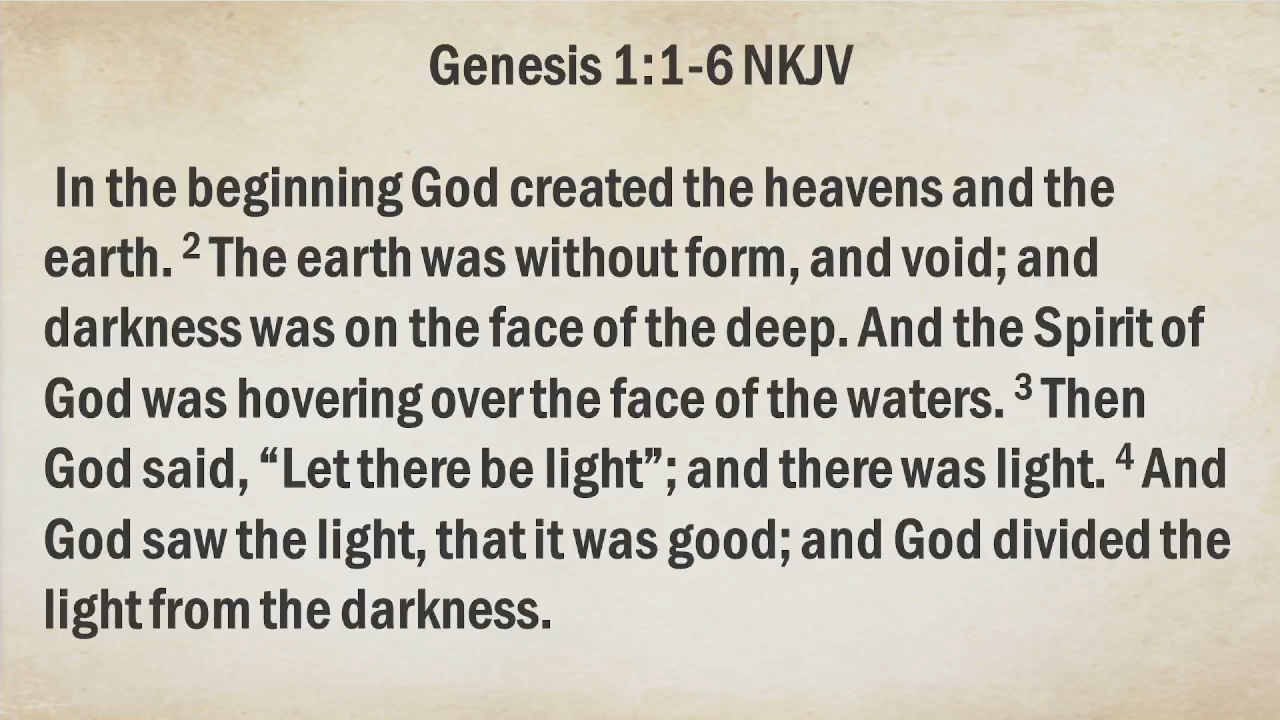 Genesis 1:1-6 NKJV
In the beginning God created the heavens and the
earth. ² The earth was without form, and void; and
darkness was on the face of the deep. And the Spirit of
God was hovering over the face of the waters. ³ Then
God said, “Let there be light”; and there was light. ⁴ And
God saw the light, that it was good; and God divided the
light from the darkness.